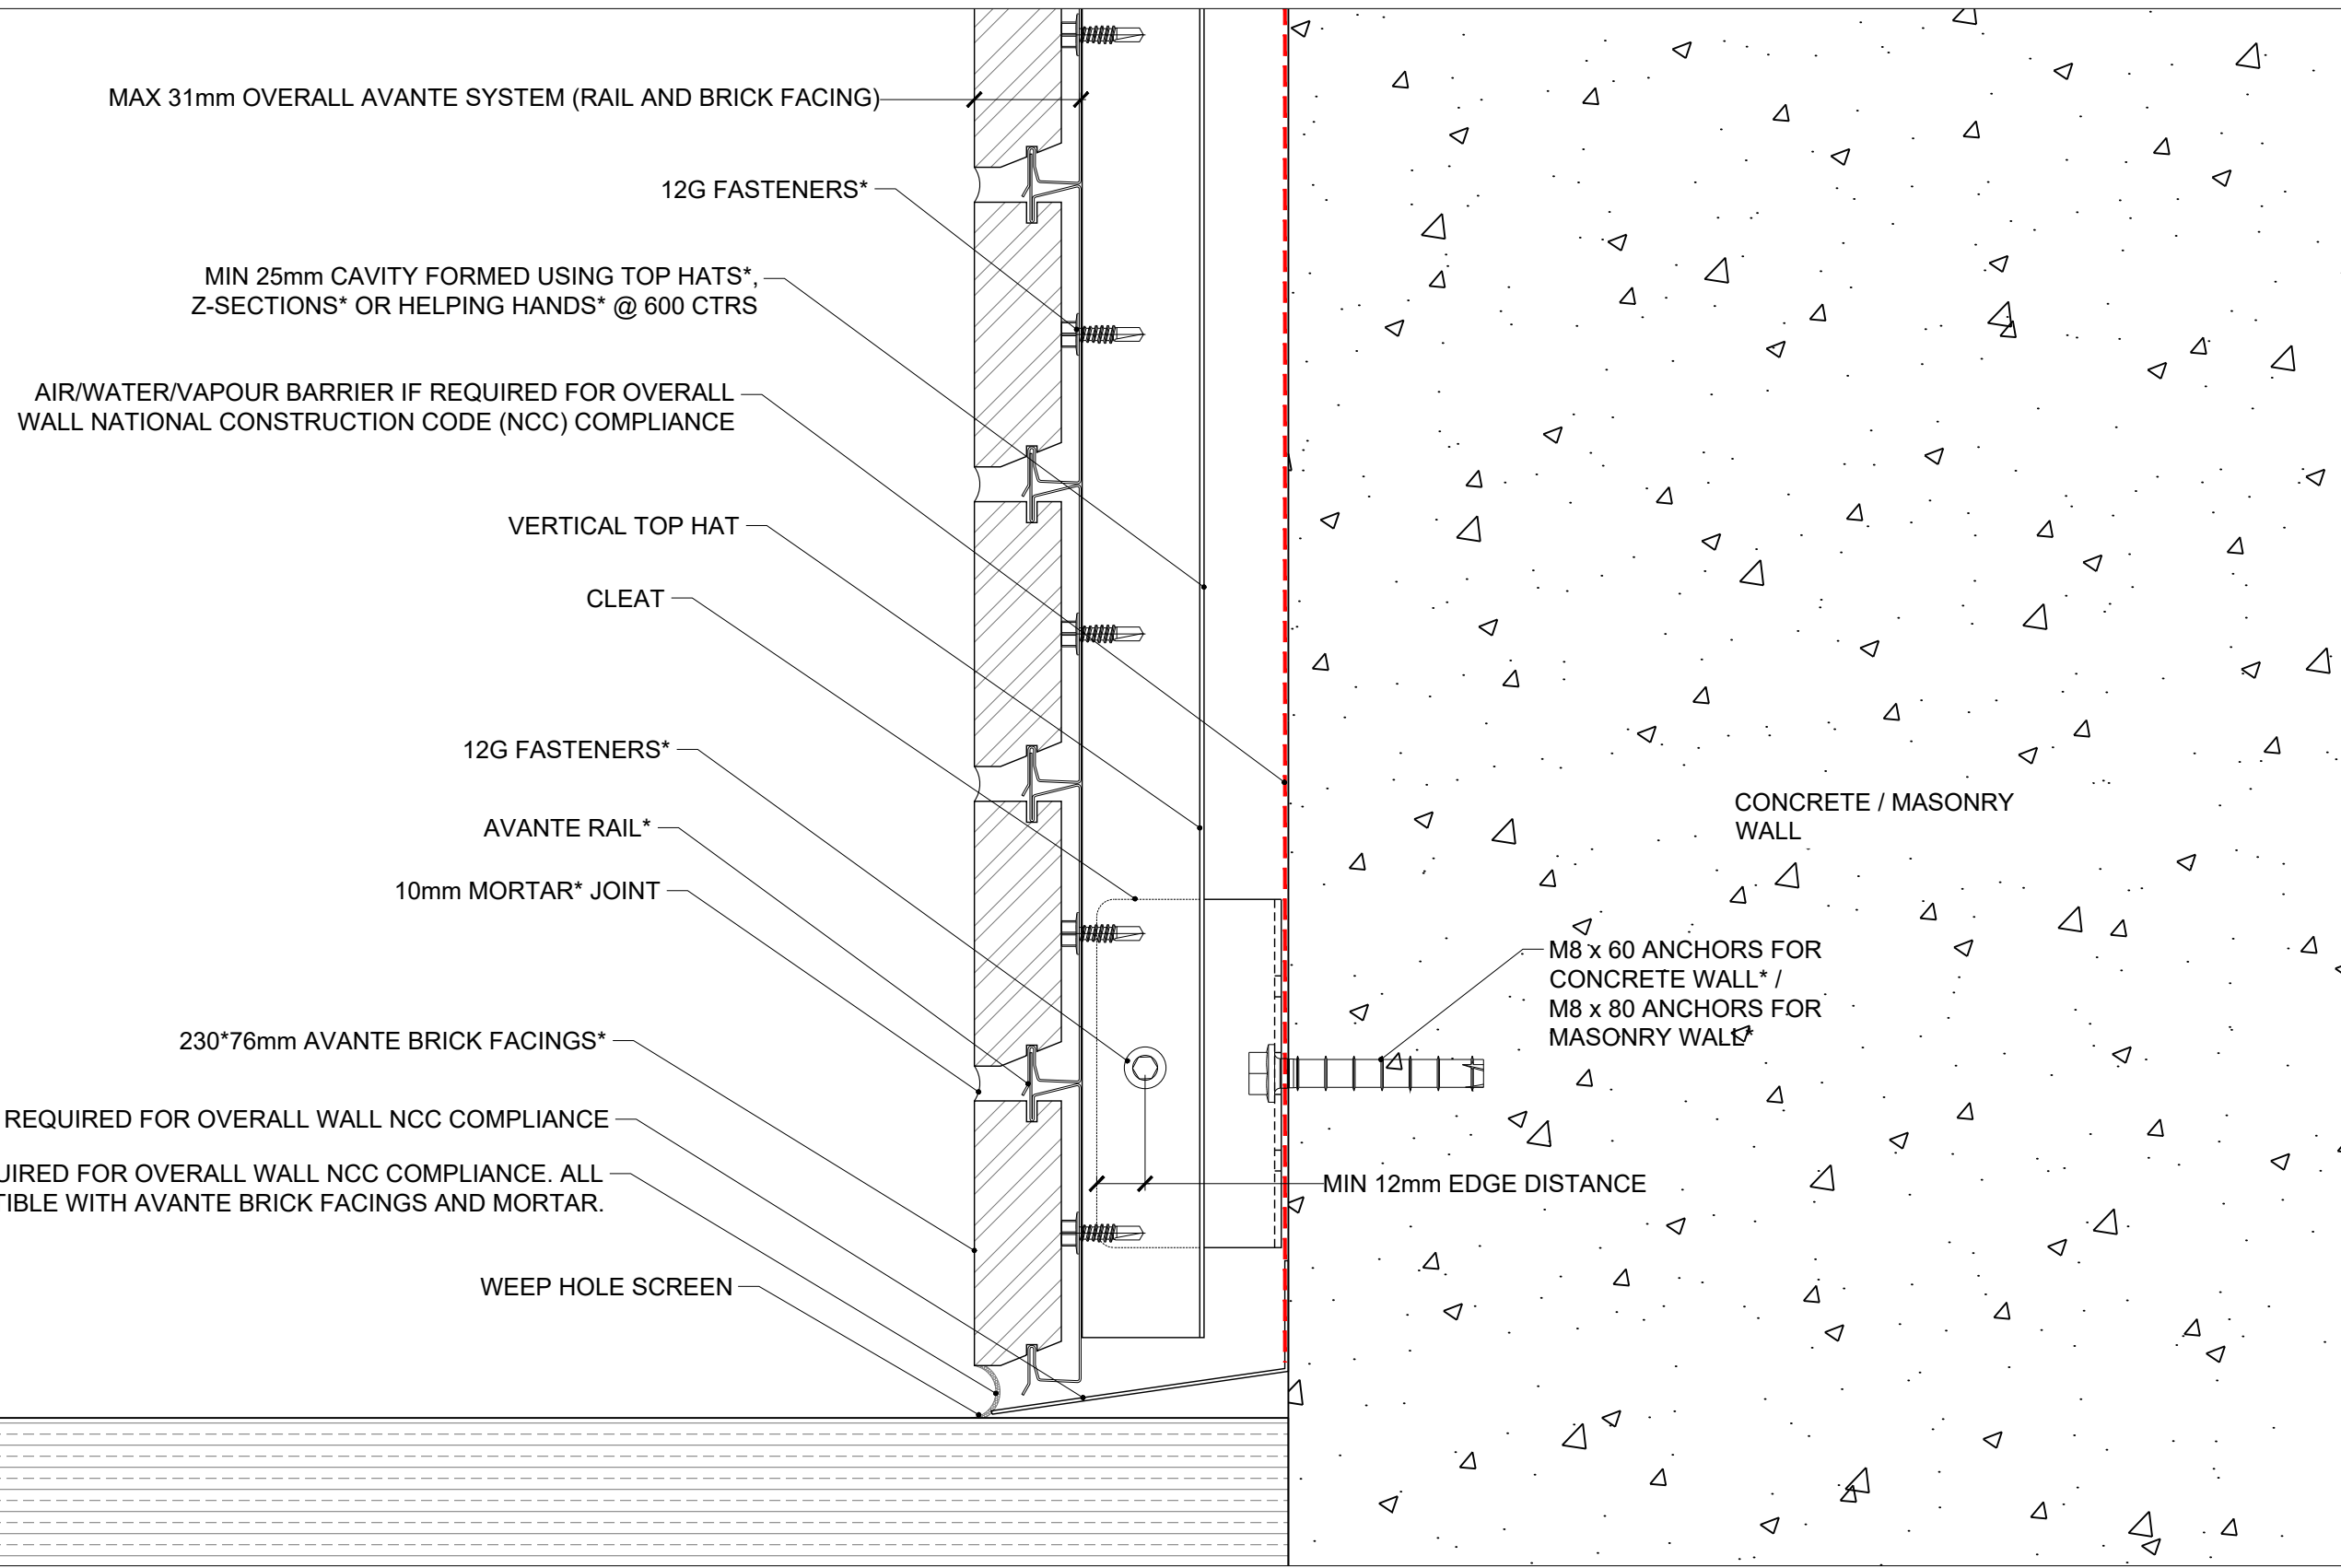 MAX 31mm OVERALL AVANTE SYSTEM (RAIL AND BRICK FACING)
12G FASTENERS*
MIN 25mm CAVITY FORMED USING TOP HATS*,
Z-SECTIONS* OR HELPING HANDS* @ 600 CTRS
AIR/WATER/VAPOUR BARRIER IF REQUIRED FOR OVERALL
WALL NATIONAL CONSTRUCTION CODE (NCC) COMPLIANCE
VERTICAL TOP HAT
CLEAT
12G FASTENERS*
AVANTE RAIL*
10mm MORTAR* JOINT
230*76mm AVANTE BRICK FACINGS*
REQUIRED FOR OVERALL WALL NCC COMPLIANCE
FOR OVERALL WALL NCC COMPLIANCE. ALL
WITH AVANTE BRICK FACINGS AND MORTAR.
WEEP HOLE SCREEN
CONCRETE / MASONRY
WALL
M8 x 60 ANCHORS FOR
CONCRETE WALL* /
M8 x 80 ANCHORS FOR
MASONRY WALL*
MIN 12mm EDGE DISTANCE